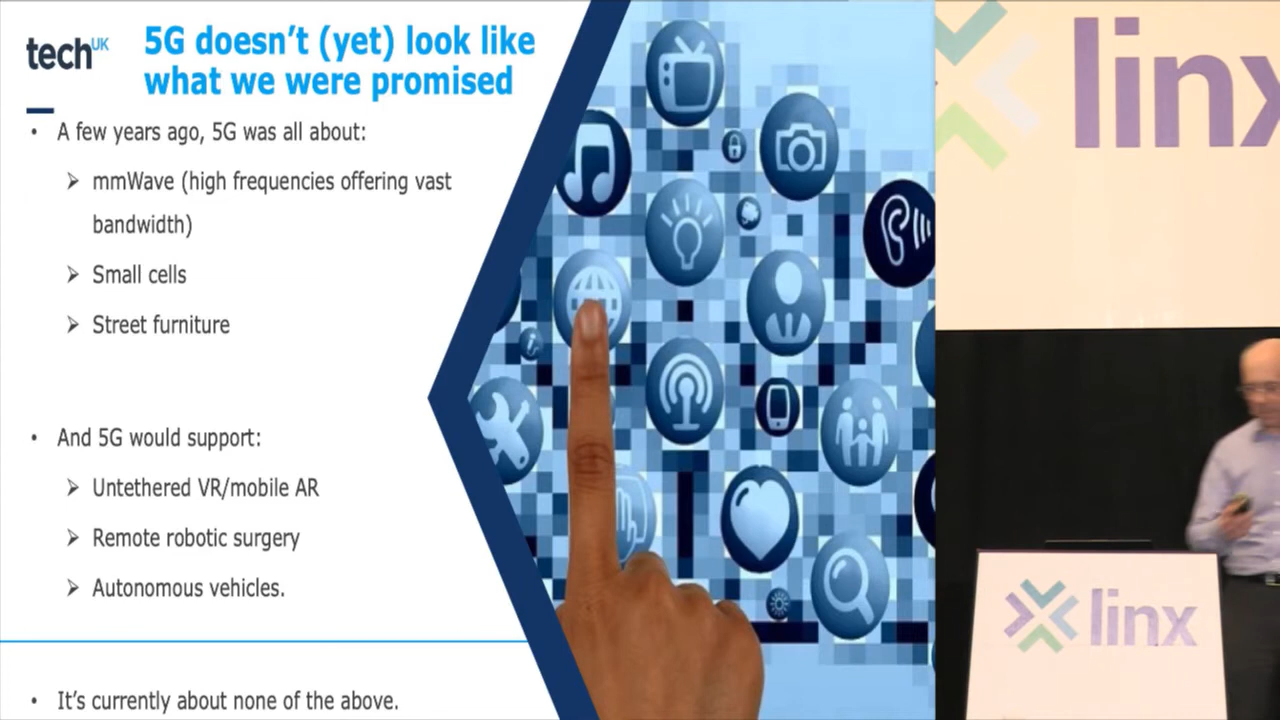 techUK
5G doesn't (yet) look like
what we were promised
• A few years ago, 5G was all about:
➢ mmWave (high frequencies offering vast
bandwidth)
➢ Small cells
➢ Street furniture
• And 5G would support:
➢ Untethered VR/mobile AR
➢ Remote robotic surgery
➢ Autonomous vehicles.
• It's currently about none of the above.
linx
linx